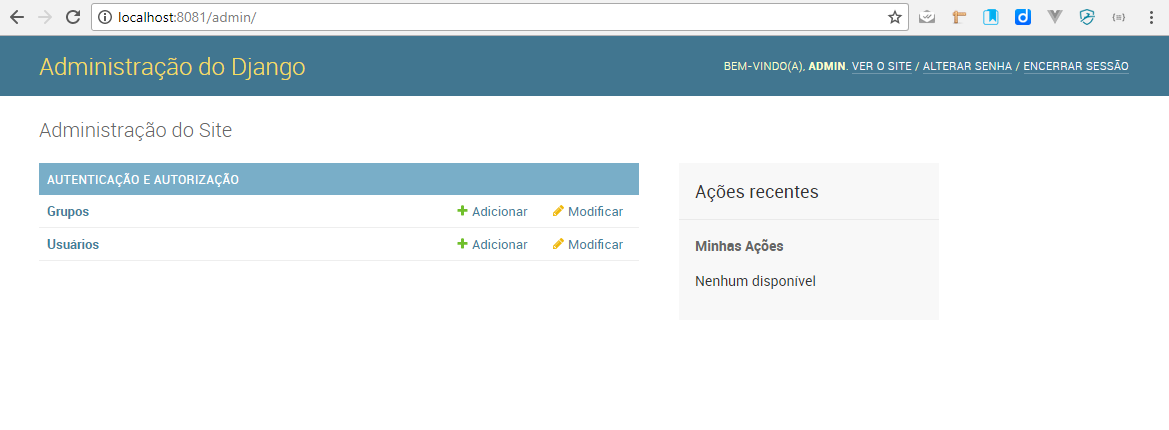 localhost:8081/admin/
Administração do Django
BEM-VINDO(A), ADMIN. VER O SITE / ALTERAR SENHA / ENCERRAR SESSÃO
Administração do Site
AUTENTICAÇÃO E AUTORIZAÇÃO
Grupos Adicionar Modificar
Usuários Adicionar Modificar
Ações recentes
Minhas Ações
Nenhum disponível